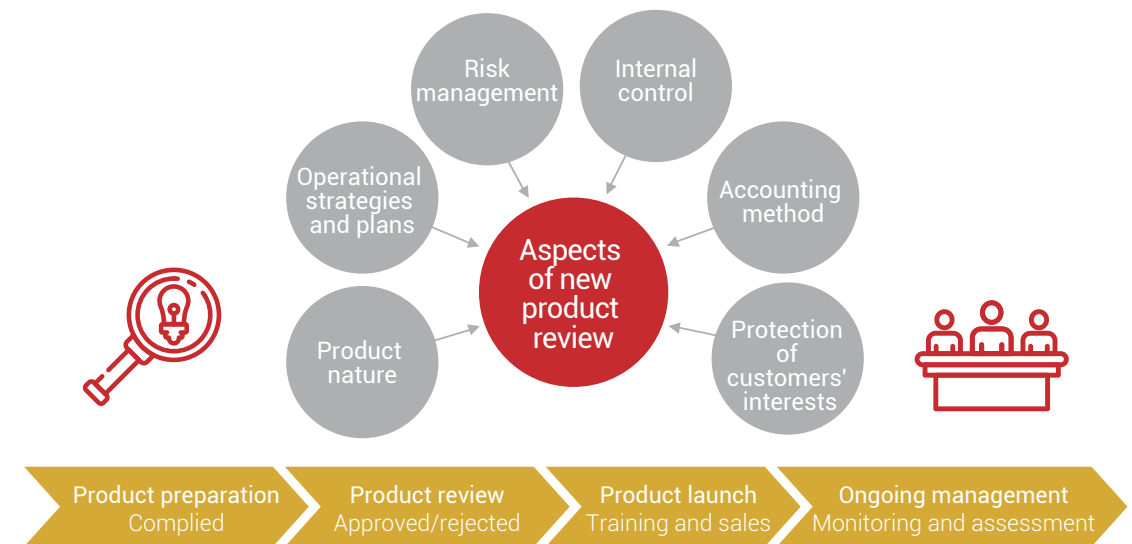 Risk
management
Internal
control
Operational
strategies
and plans
Accounting
method
Aspects
of new
product
review
Product
nature
Protection
of
customers'
interests
Product preparation
Complied
Product review
Approved/rejected
Product launch
Training and sales
Ongoing management
Monitoring and assessment